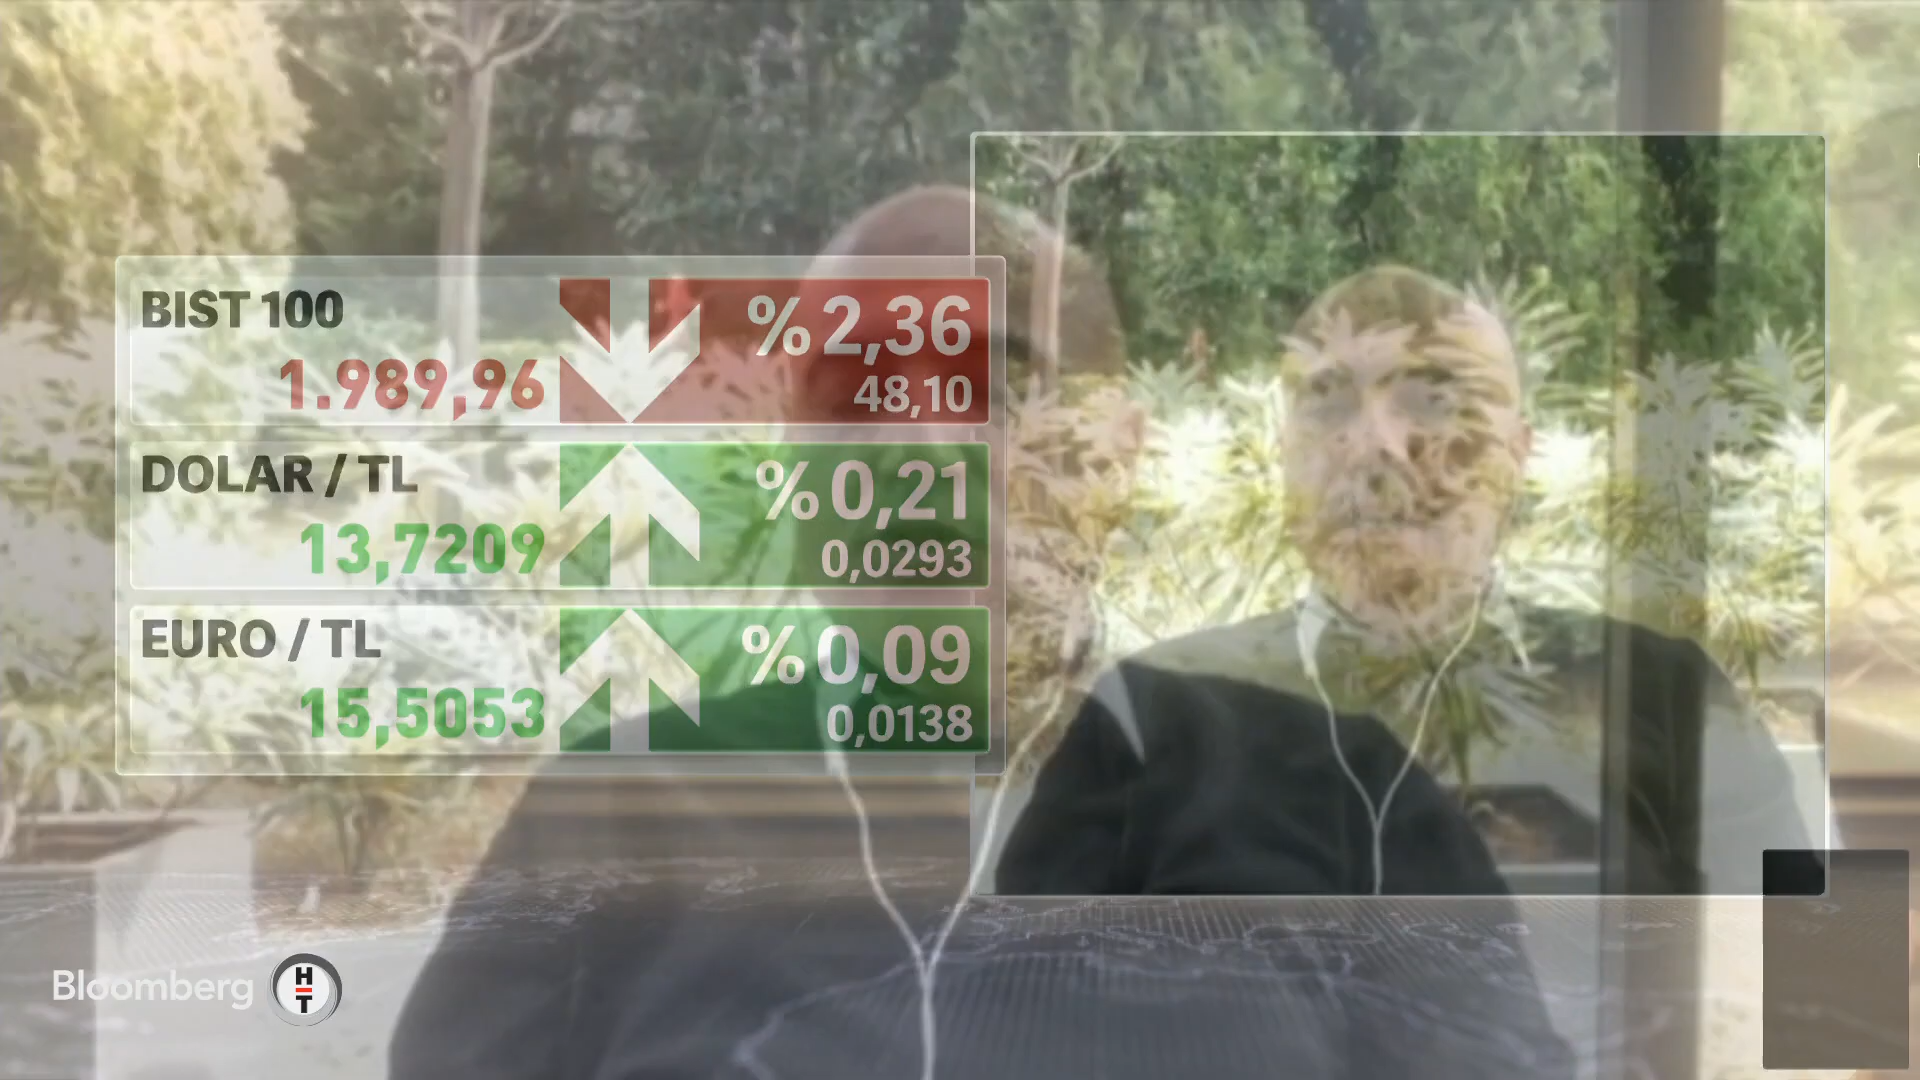 BIST 100
%2,36
1.989,96
48,10
DOLAR / TL
%0,21
13,7209
0,0293
EURO / TL
%0,09
15,5053
0,0138
Bloomberg HT